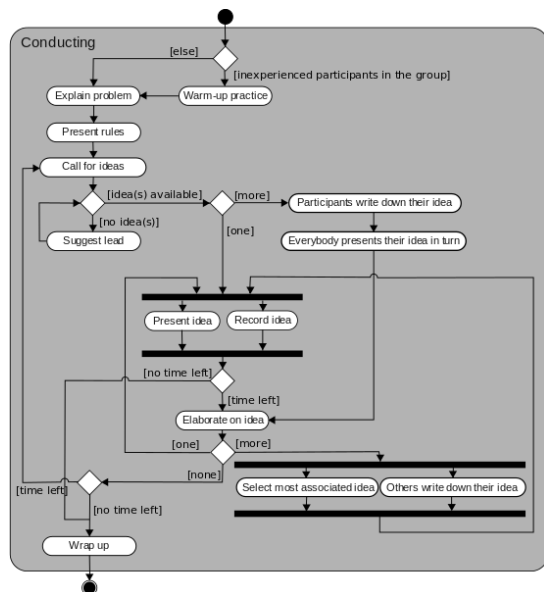 Conducting
[else]
[inexperienced participants in the group]
Explain problem
Warm-up practice
Present rules
Call for ideas
[idea(s) available]
[more]
Participants write down their idea
[no idea(s)]
[one]
Suggest lead
Everybody presents their idea in turn
Present idea
Record idea
[no time left]
[time left]
Elaborate on idea
[one]
[more]
[none]
[time left]
Select most associated idea
Others write down their idea
[no time left]
Wrap up